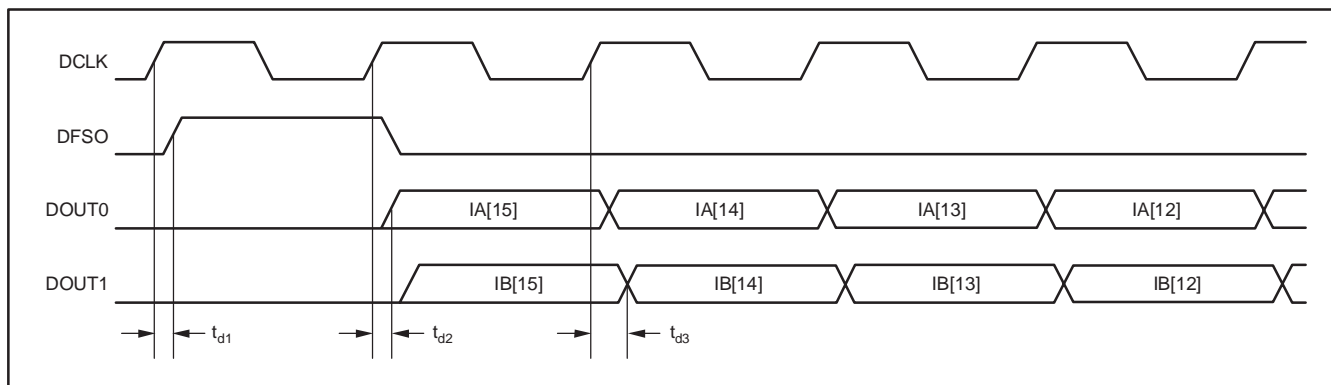 DCLK
DFSO
DOUT0 IA[15] IA[14] IA[13] IA[12]
DOUT1 IB[15] IB[14] IB[13] IB[12]
td1 td2 td3